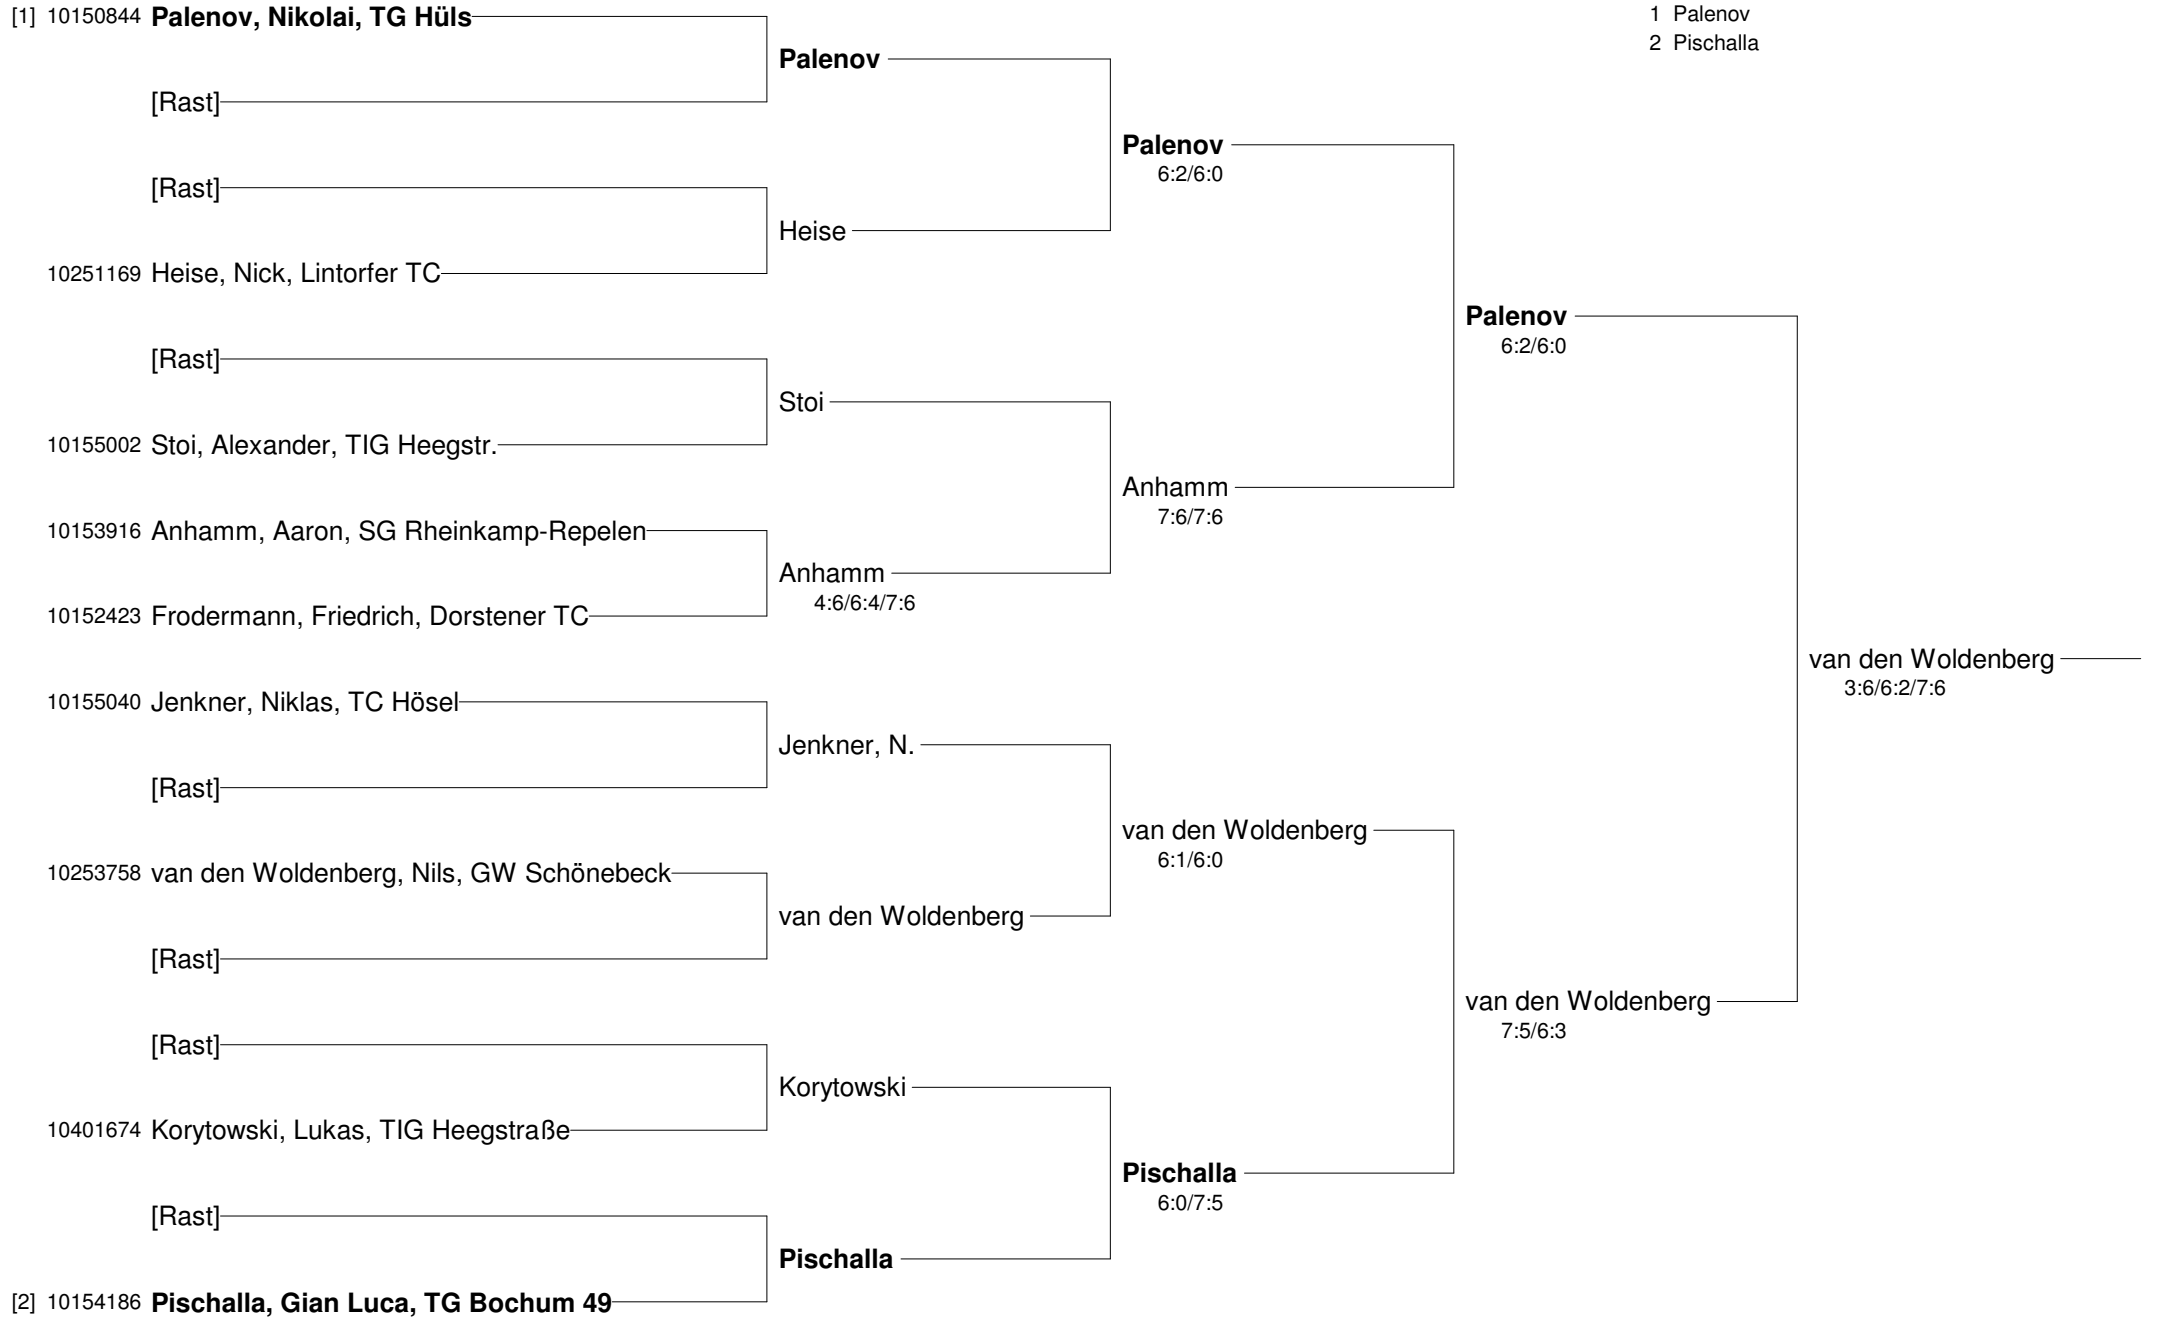 [1] 10150844 Palenov, Nikolai, TG Hüls
[Rast]
[Rast]
10251169 Heise, Nick, Lintorfer TC
[Rast]
10155002 Stoi, Alexander, TIG Heegstr.
10153916 Anhamm, Aaron, SG Rheinkamp-Repelen
10152423 Frodermann, Friedrich, Dorstener TC
10155040 Jenkner, Niklas, TC Hösel
[Rast]
10253758 van den Woldenberg, Nils, GW Schönebeck
[Rast]
[Rast]
10401674 Korytowski, Lukas, TIG Heegstraße
[Rast]
[2] 10154186 Pischalla, Gian Luca, TG Bochum 49
Palenov
Heise
Stoi
Anhamm
4:6/6:4/7:6
Jenkner, N.
van den Woldenberg
Korytowski
Pischalla
Palenov
6:2/6:0
Anhamm
7:6/7:6
van den Woldenberg
6:1/6:0
Pischalla
6:0/7:5
Palenov
6:2/6:0
van den Woldenberg
7:5/6:3
van den Woldenberg
3:6/6:2/7:6
1 Palenov
2 Pischalla